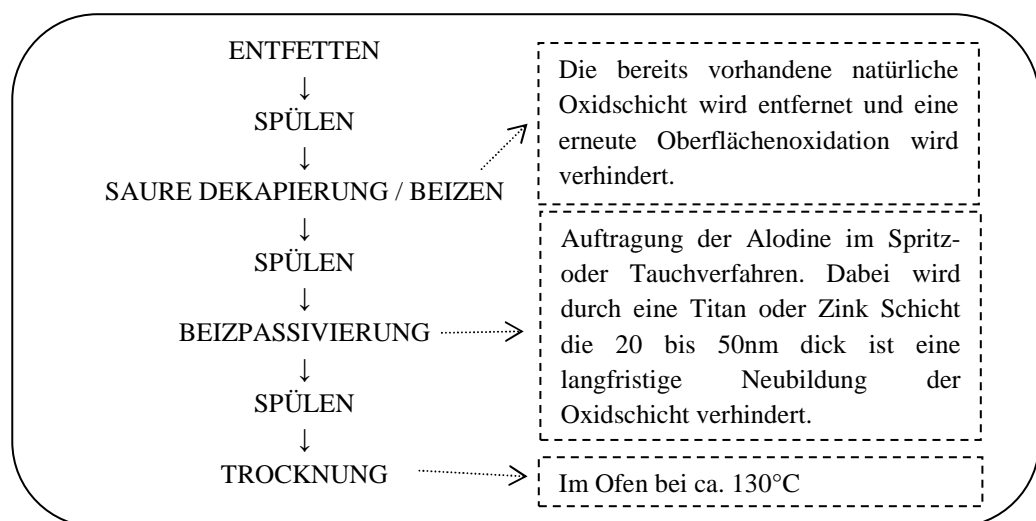 ENTFETTEN
↓
SPÜLEN
↓
SAURE DEKAPIERUNG / BEIZEN
↓
SPÜLEN
↓
BEIZPASSIVIERUNG
↓
SPÜLEN
↓
TROCKNUNG
Die bereits vorhandene natürliche
Oxidschicht wird entfernet und eine
erneute Oberflächenoxidation wird
verhindert.
Auftragung der Alodine im Spritz-
oder Tauchverfahren. Dabei wird
durch eine Titan oder Zink Schicht
die 20 bis 50nm dick ist eine
langfristige Neubildung der
Oxidschicht verhindert.
Im Ofen bei ca. 130°C